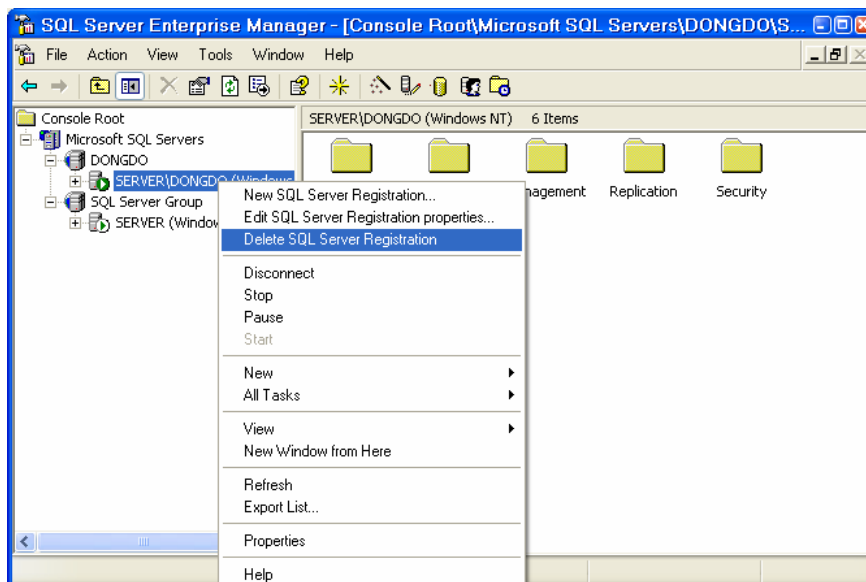 SQL Server Enterprise Manager - [Console Root\Microsoft SQL Servers\DONGDO\S...
File Action View Tools Window Help
Console Root
SERVER\DONGDO (Windows NT) 6 Items
Microsoft SQL Servers
DONGDO
SERVER\DONGDO (Windows
SQL Server Group
SERVER (Window
Replication
Security
New SQL Server Registration...
Edit SQL Server Registration properties...
Delete SQL Server Registration
Disconnect
Stop
Pause
Start
New
All Tasks
View
New Window from Here
Refresh
Export List...
Properties
Help